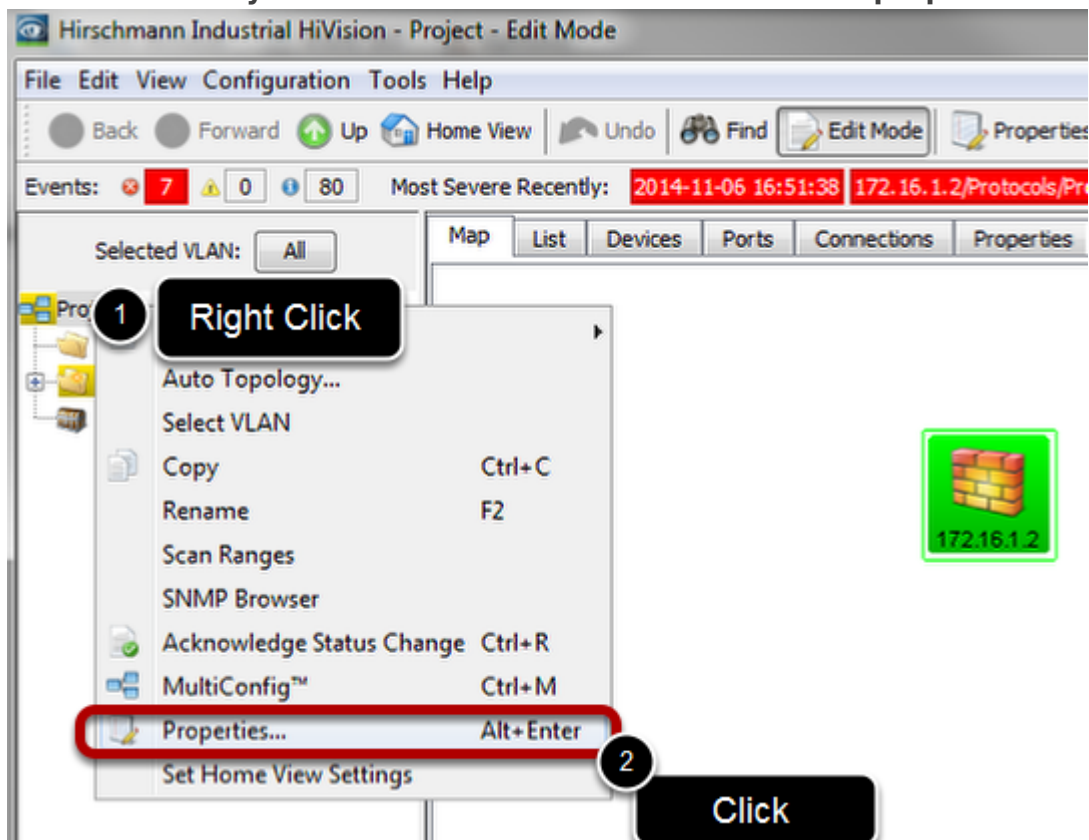 Hirschmann Industrial HiVision - Project - Edit Mode
File Edit View Configuration Tools Help
Back Forward Up Home View Undo Find Edit Mode Properties
Events: 7 0 80 Most Severe Recently: 2014-11-06 16:51:38 172.16.1.2/Protocols/Pr
Selected VLAN: All
Map List Devices Ports Connections Properties
Proj
1 Right Click
Auto Topology...
Select VLAN
Copy Ctrl+C
Rename F2
172.16.1.2
Scan Ranges
SNMP Browser
Acknowledge Status Change Ctrl+R
MultiConfig™ Ctrl+M
Properties... Alt+Enter
2
Set Home View Settings
Click